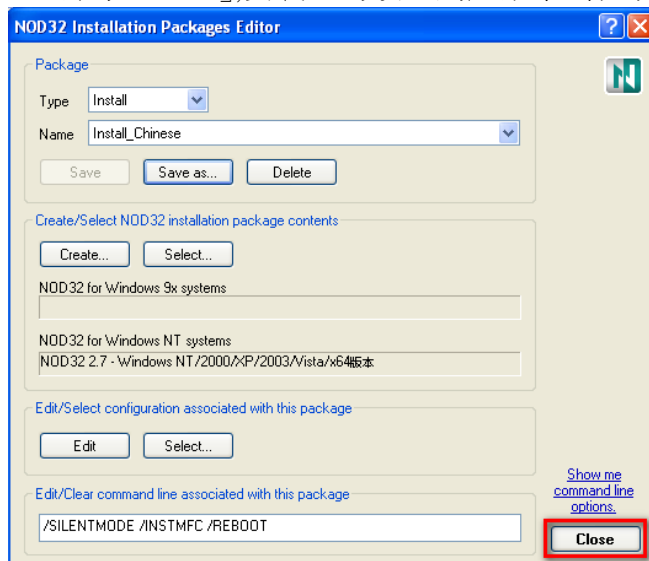 NOD32 Installation Packages Editor
Package
Type Install
Name Install_Chinese
Save Save as... Delete
Create/Select NOD32 installation package contents
Create... Select...
NOD32 for Windows 9x systems
NOD32 for Windows NT systems
NOD32 2.7 - Windows NT/2000/XP/2003/Vista/x64版本
Edit/Select configuration associated with this package
Edit Select...
Show me
command line
options.
Edit/Clear command line associated with this package
/SILENTMODE /INSTMFC /REBOOT
Close